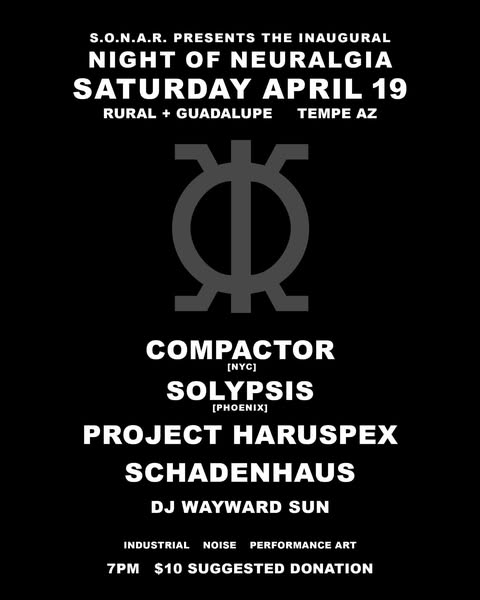 S.O.N.A.R. PRESENTS THE INAUGURAL
NIGHT OF NEURALGIA
SATURDAY APRIL 19
RURAL + GUADALUPE TEMPE AZ
COMPACTOR
[NYC]
SOLYPSIS
[PHOENIX]
PROJECT HARUSPEX
SCHADENHAUS
DJ WAYWARD SUN
INDUSTRIAL NOISE PERFORMANCE ART
7PM $10 SUGGESTED DONATION